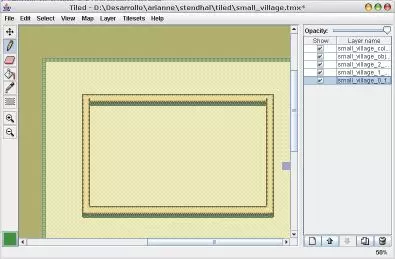 Tiled - D:\Desarrollo\arianne\stendhal\tiled\small_village.tmx*
File Edit Select View Map Layer Tilesets Help
Opacity:
Show Layer name
small_village_col...
small_village_obj...
small_village_2_...
small_village_1_...
small_village_0_f...
50%